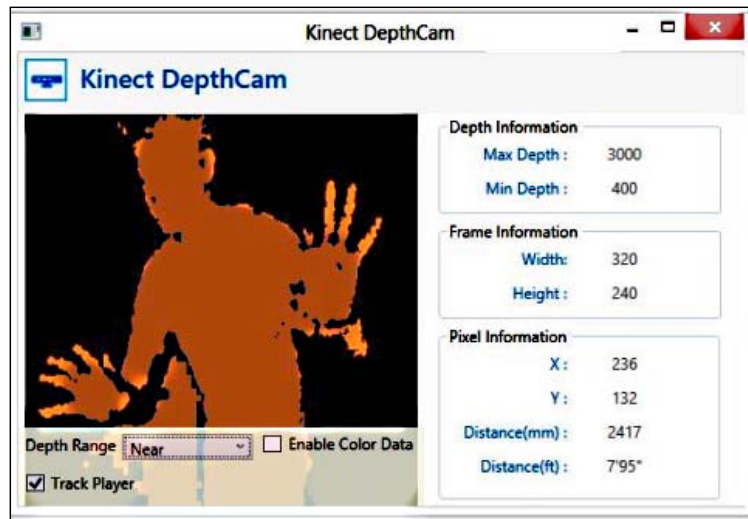 Kinect DepthCam
Kinect DepthCam
Depth Information
Max Depth : 3000
Min Depth : 400
Frame Information
Width: 320
Height : 240
Pixel Information
X : 236
Y : 132
Distance(mm) : 2417
Distance(ft) : 7'95"
Depth Range Near Enable Color Data
Track Player